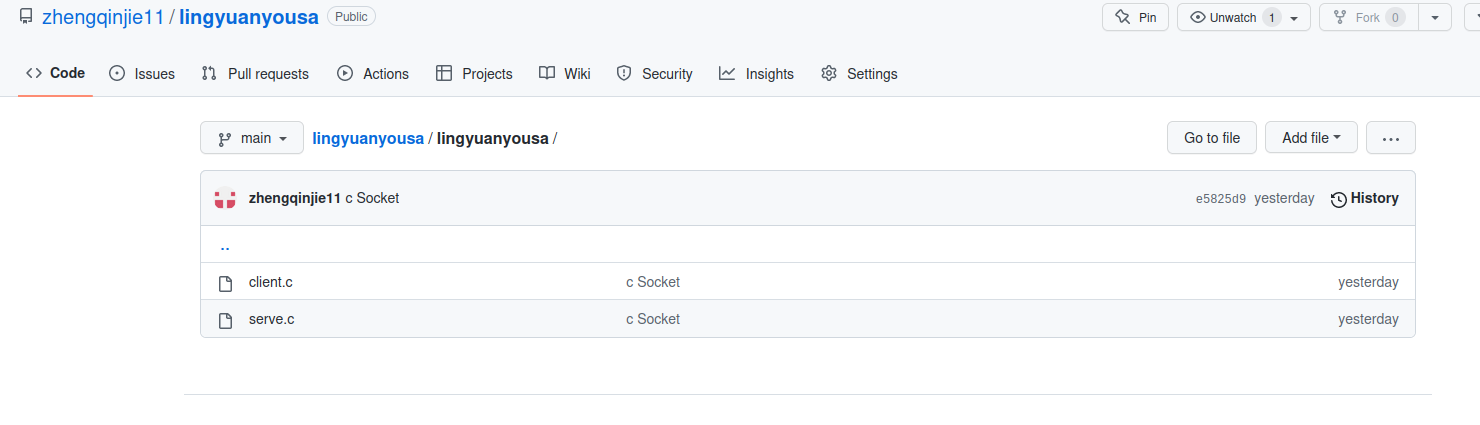 zhengqinjie11 / lingyuanyousa Public Pin Unwatch 1 Fork 0
Code Issues Pull requests Actions Projects Wiki Security Insights Settings
main lingyuanyousa / lingyuanyousa / Go to file Add file ...
zhengqinjie11 c Socket e5825d9 yesterday History
..
client.c c Socket yesterday
serve.c c Socket yesterday